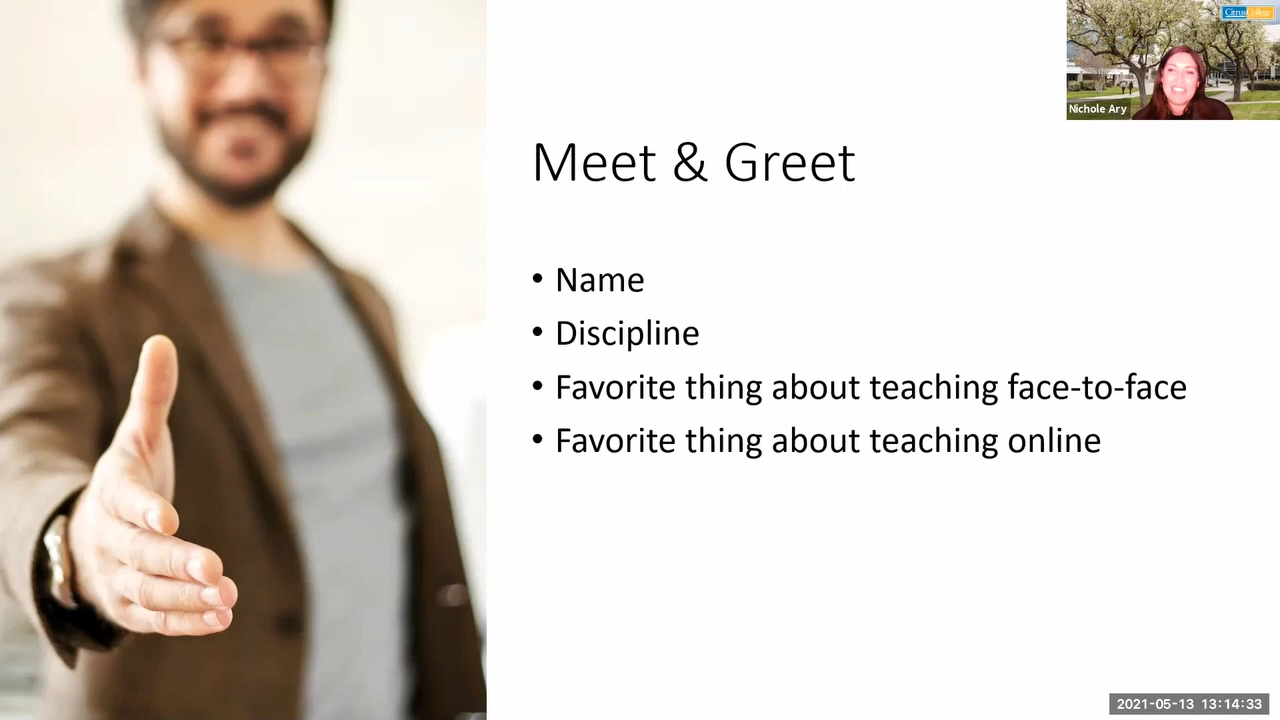 CitrusCollege
Nichole Ary
Meet & Greet
• Name
• Discipline
• Favorite thing about teaching face-to-face
• Favorite thing about teaching online
2021-05-13 13:14:33